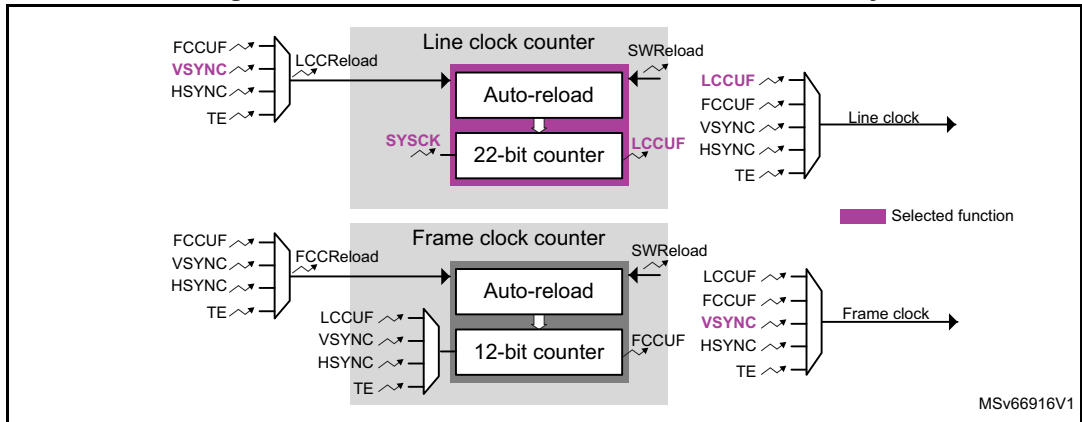 Line clock counter
FCCUF
VSYNC
HSYNC
TE
LCCReload
SWReload
Auto-reload
SYSCK
22-bit counter
LCCUF
LCCUF
FCCUF
VSYNC
HSYNC
TE
Line clock
Selected function
Frame clock counter
FCCUF
VSYNC
HSYNC
TE
FCCReload
SWReload
Auto-reload
LCCUF
VSYNC
HSYNC
TE
12-bit counter
FCCUF
LCCUF
FCCUF
VSYNC
HSYNC
TE
Frame clock
MSv66916V1